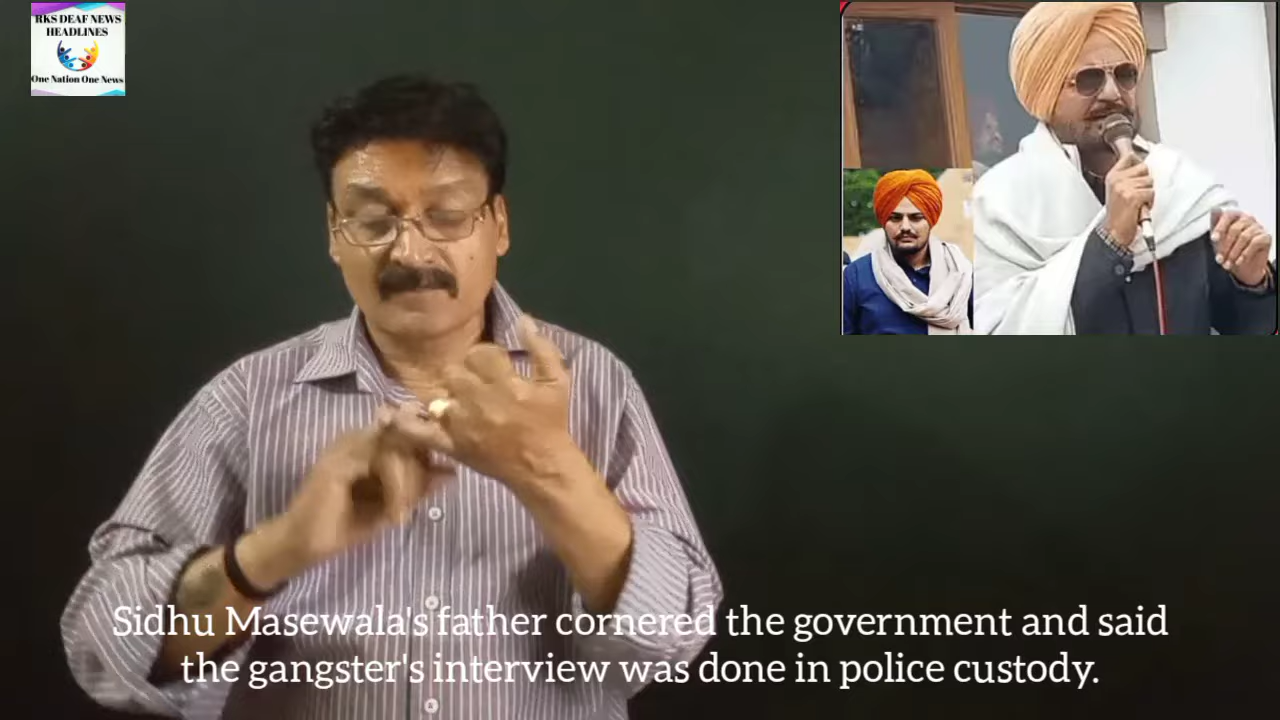 RKS DEAF NEWS
HEADLINES
One Nation One News
Sidhu Masewala's father cornered the government and said
the gangster's interview was done in police custody.